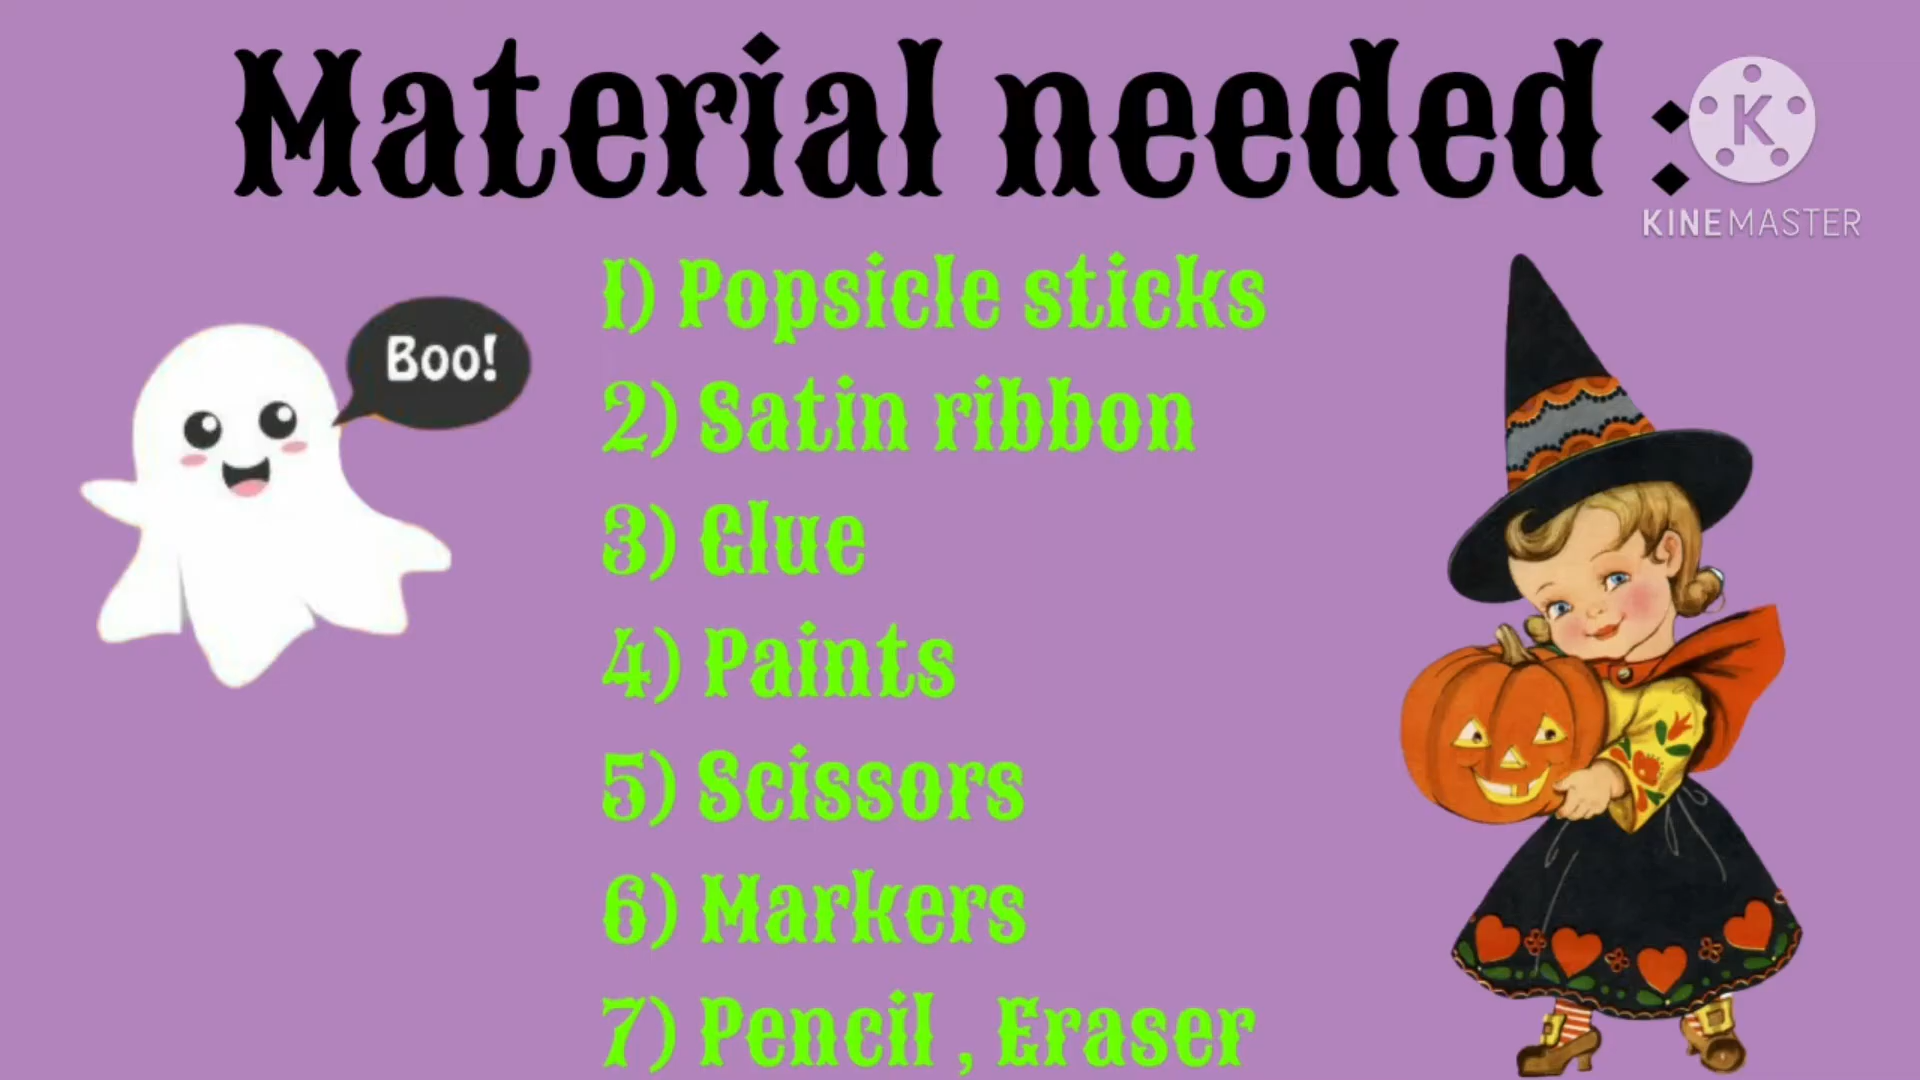 Material needed :
K
KINEMASTER
Boo!
1) Popsicle sticks
2) Satin ribbon
3) Glue
4) Paints
5) Scissors
6) Markers
7) Pencil , Eraser